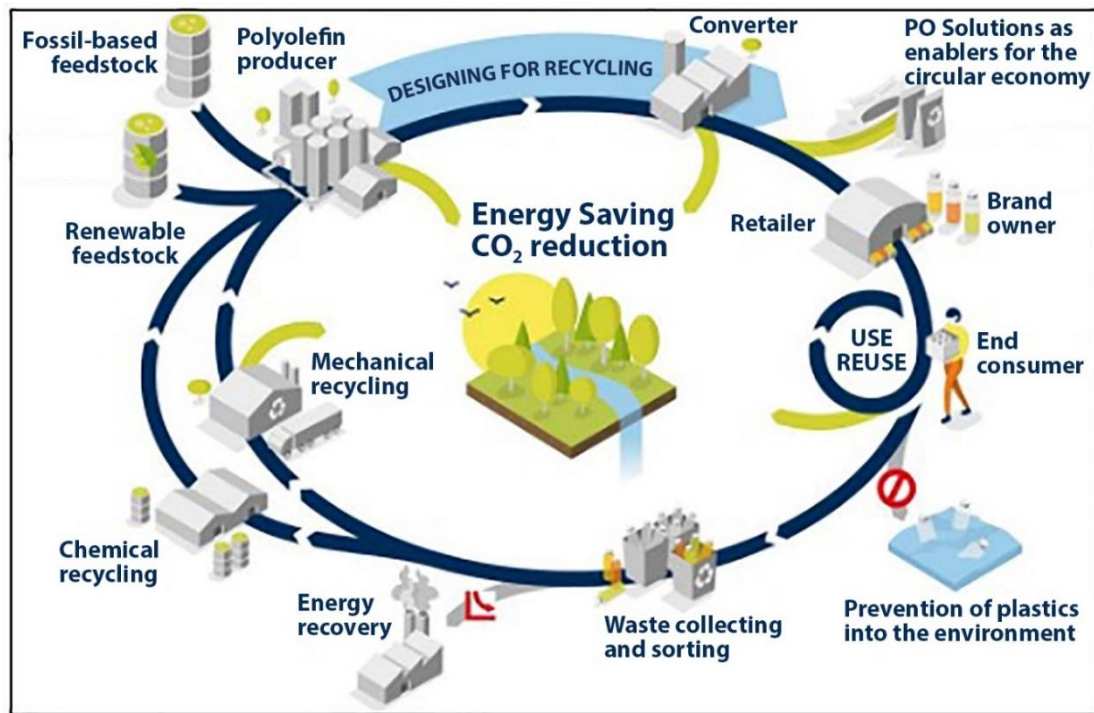 Fossil-based
feedstock
Polyolefin
producer
DESIGNING FOR RECYCLING
Converter
PO Solutions as
enablers for the
circular economy
Renewable
feedstock
Energy Saving
CO₂ reduction
Retailer
Brand
owner
USE
REUSE
End
consumer
Mechanical
recycling
Chemical
recycling
Energy
recovery
Waste collecting
and sorting
Prevention of plastics
into the environment